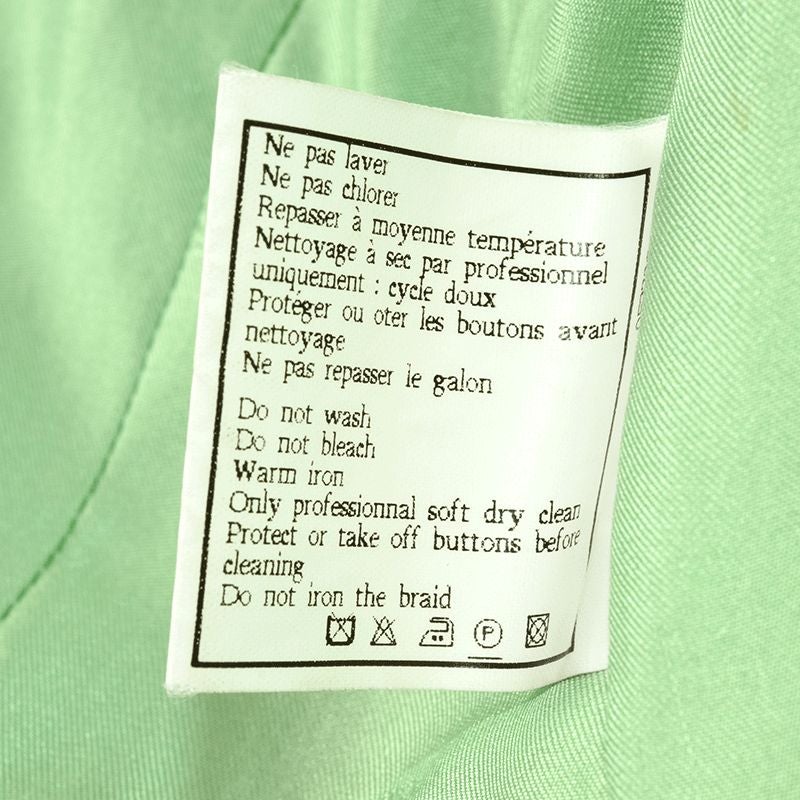 Ne pas laver
Ne pas chlorer
Repasser à moyenne température
Nettoyage à sec par professionnel
uniquement : cycle doux
Protéger ou oter les boutons avant
nettoyage
Ne pas repasser le galon
Do not wash
Do not bleach
Warm iron
Only professionnal soft dry clean
Protect or take off buttons before
cleaning
Do not iron the braid
P